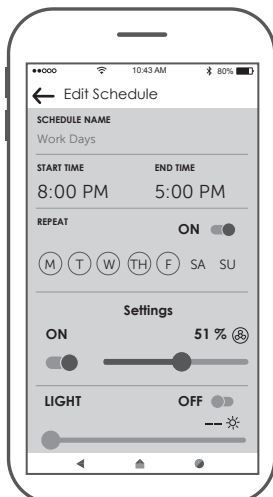 10:43 AM 80%
Edit Schedule
SCHEDULE NAME
Work Days
START TIME END TIME
8:00 PM 5:00 PM
REPEAT ON
M T W TH F SA SU
Settings
ON 51 %
LIGHT OFF
--